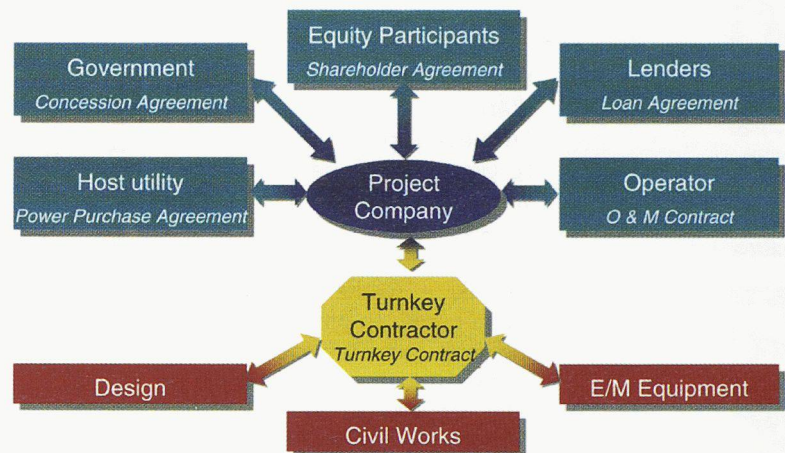 Equity Participants
Shareholder Agreement
Government
Concession Agreement
Lenders
Loan Agreement
Host utility
Power Purchase Agreement
Project
Company
Operator
O & M Contract
Turnkey
Contractor
Turnkey Contract
Design
E/M Equipment
Civil Works